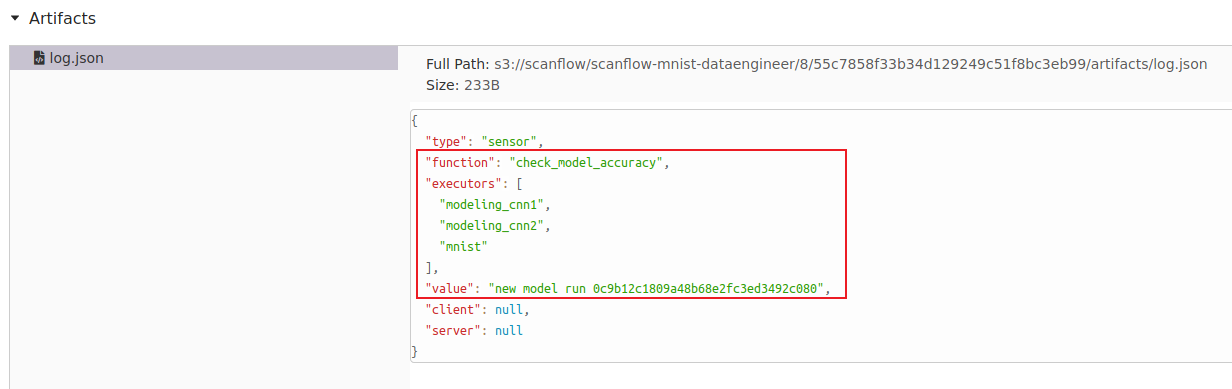 Artifacts
log.json
Full Path: s3://scanflow/scanflow-mnist-dataengineer/8/55c7858f33b34d129249c51f8bc3eb99/artifacts/log.json
Size: 233B
{
"type": "sensor",
"function": "check_model_accuracy",
"executors": [
"modeling_cnn1",
"modeling_cnn2",
"mnist"
],
"value": "new model run 0c9b12c1809a48b68e2fc3ed3492c080",
"client": null,
"server": null
}